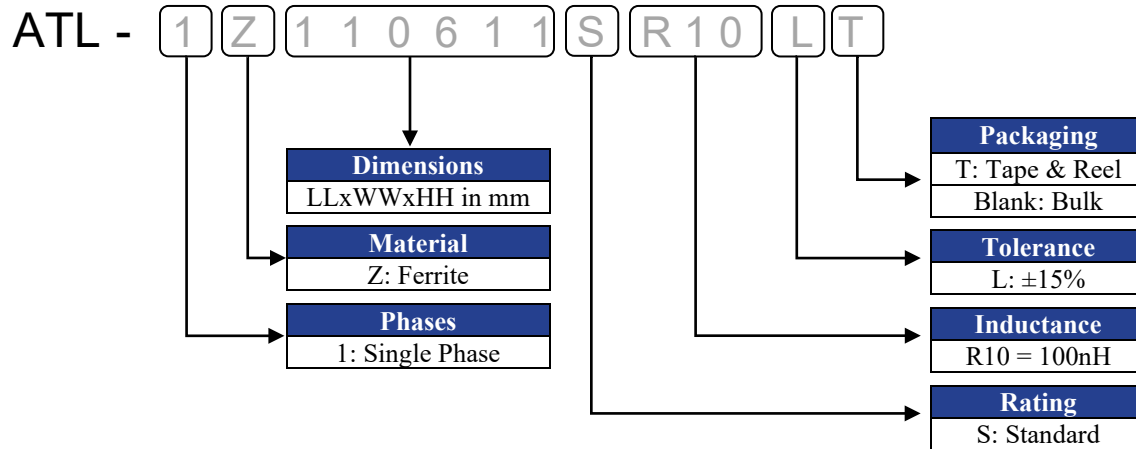 ATL - 1 Z 1 1 0 6 1 1 S R 1 0 L T
Dimensions
LLxWWxHH in mm
Material
Z: Ferrite
Phases
1: Single Phase
Packaging
T: Tape & Reel
Blank: Bulk
Tolerance
L: ±15%
Inductance
R10 = 100nH
Rating
S: Standard